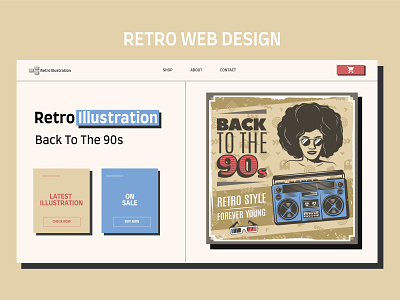 RETRO WEB DESIGN
Retro Illustration
SHOP
ABOUT
CONTACT
Retro Illustration
Back To The 90s
LATEST
ILLUSTRATION
CHECK NOW
ON
SALE
BUY NOW
BACK
TO THE
90s
RETRO STYLE
FOREVER YOUNG